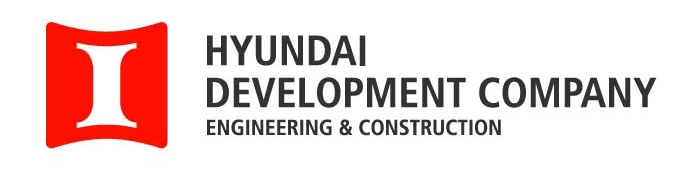 I
HYUNDAI
DEVELOPMENT COMPANY
ENGINEERING & CONSTRUCTION